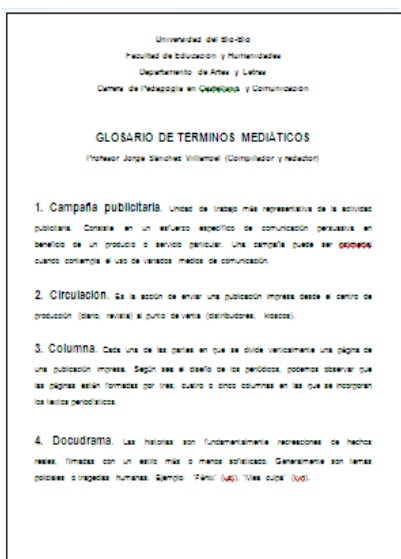 Universidad del Bío-Bío
Facultad de Educación y Humanidades
Departamento de Artes y Letras
Carrera de Pedagogía en Castellano y Comunicación
GLOSARIO DE TERMINOS MEDIÁTICOS
Profesor Jorge Sánchez Villarroel (Compilador y redactor)
1. Campaña publicitaria. Unidad de trabajo más representativa de la actividad
publicitaria. Consiste en un esfuerzo específico de comunicación persuasiva en
beneficio de un producto o servicio particular. Una campaña puede ser
cuando contempla el uso de variados medios de comunicación.
2. Circulación. Es la acción de enviar una publicación impresa desde el centro de
producción (diario, revista) al punto de venta (distribuidores, kioscos).
3. Columna. Cada una de las partes en que se divide verticalmente una página de
una publicación impresa. Según sea el diseño de los periódicos, podemos observar que
las páginas están formadas por tres, cuatro o cinco columnas en las que se incorporan
los textos periodísticos.
4. Docudrama. Las historias son fundamentalmente recreaciones de hechos
reales, filmadas con un estilo más o menos sofisticado. Generalmente son temas
policiales o tragedias humanas. Ejemplo. "Fénix" "Mea culpa"